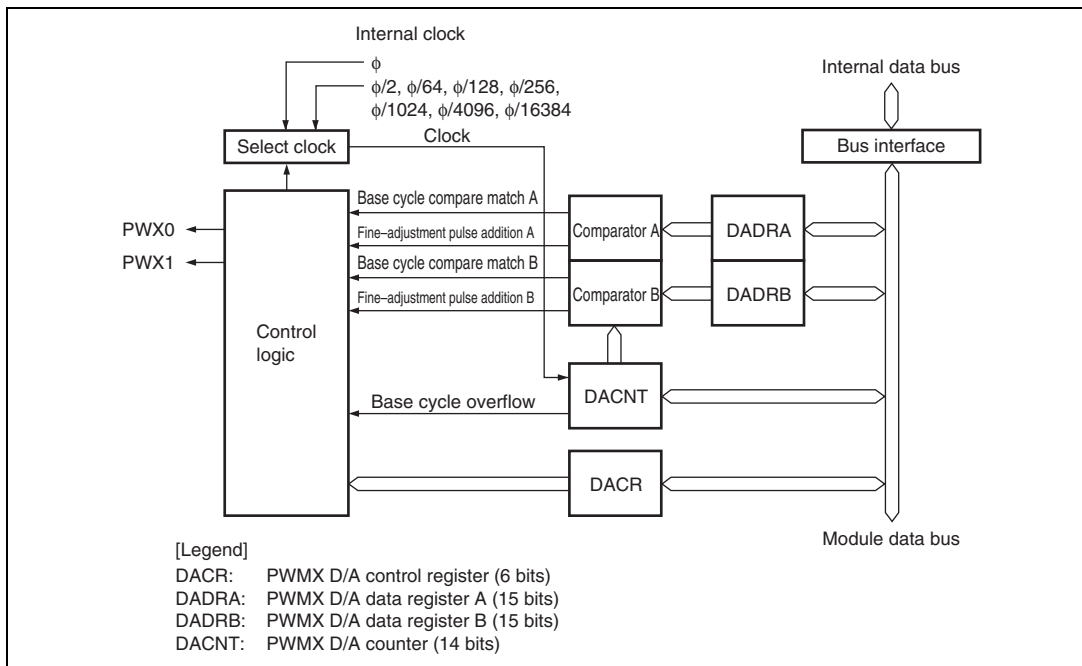 Internal clock
ϕ
ϕ/2, ϕ/64, ϕ/128, ϕ/256,
ϕ/1024, ϕ/4096, ϕ/16384
Internal data bus
Select clock
Clock
Bus interface
Base cycle compare match A
Fine–adjustment pulse addition A
Base cycle compare match B
Fine–adjustment pulse addition B
Comparator A
DADRA
Comparator B
DADRB
PWX0
PWX1
Control
logic
DACNT
Base cycle overflow
DACR
Module data bus
[Legend]
DACR: PWMX D/A control register (6 bits)
DADRA: PWMX D/A data register A (15 bits)
DADRB: PWMX D/A data register B (15 bits)
DACNT: PWMX D/A counter (14 bits)